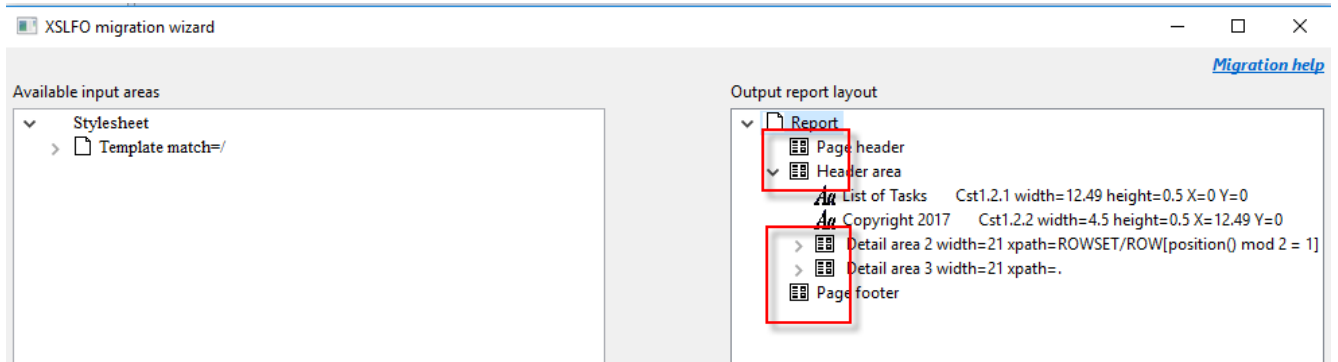 XSLFO migration wizard
Migration help
Available input areas
Stylesheet
Template match=/
Output report layout
Report
Page header
Header area
List of Tasks Cst1.2.1 width=12.49 height=0.5 X=0 Y=0
Copyright 2017 Cst1.2.2 width=4.5 height=0.5 X=12.49 Y=0
Detail area 2 width=21 xpath=ROWSET/ROW[position() mod 2 = 1]
Detail area 3 width=21 xpath=.
Page footer